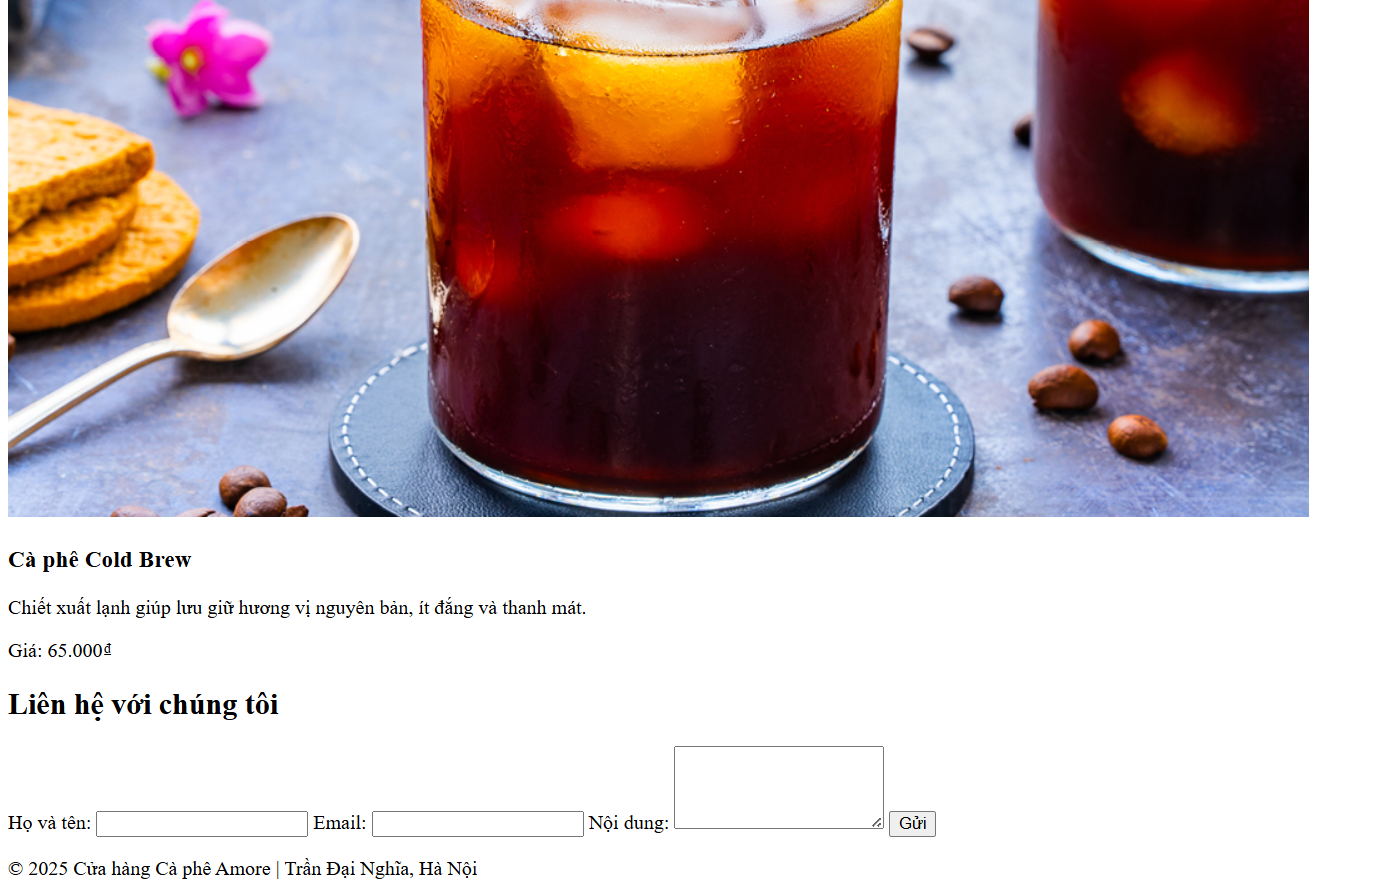 Cà phê Cold Brew
Chiết xuất lạnh giúp lưu giữ hương vị nguyên bản, ít đắng và thanh mát.
Giá: 65.000₫
Liên hệ với chúng tôi
Họ và tên: Email: Nội dung: Gửi
© 2025 Cửa hàng Cà phê Amore | Trần Đại Nghĩa, Hà Nội